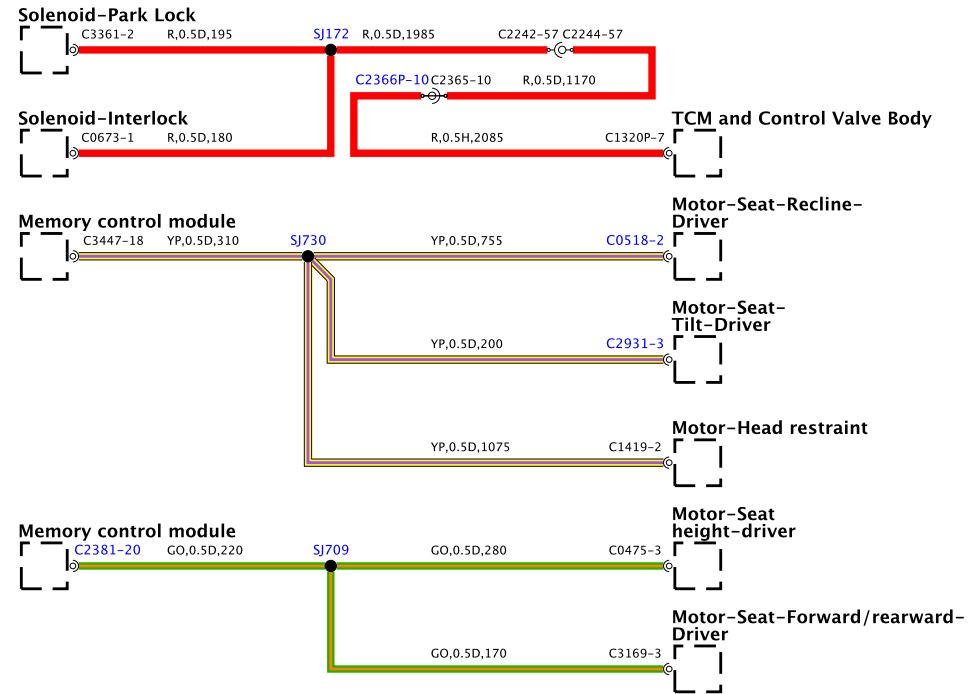 Solenoid-Park Lock
C3361-2 R,0.5D,195 SJ172 R,0.5D,1985 C2242-57 C2244-57
C2366P-10 C2365-10 R,0.5D,1170
Solenoid-Interlock TCM and Control Valve Body
C0673-1 R,0.5D,180 R,0.5H,2085 C1320P-7
Motor-Seat-Recline-
Driver
Memory control module
C3447-18 YP,0.5D,310 SJ730 YP,0.5D,755 C0518-2
Motor-Seat-
Tilt-Driver
YP,0.5D,200 C2931-3
Motor-Head restraint
YP,0.5D,1075 C1419-2
Motor-Seat
height-driver
Memory control module
C2381-20 GO,0.5D,220 SJ709 GO,0.5D,280 C0475-3
Motor-Seat-Forward/rearward-
Driver
GO,0.5D,170 C3169-3